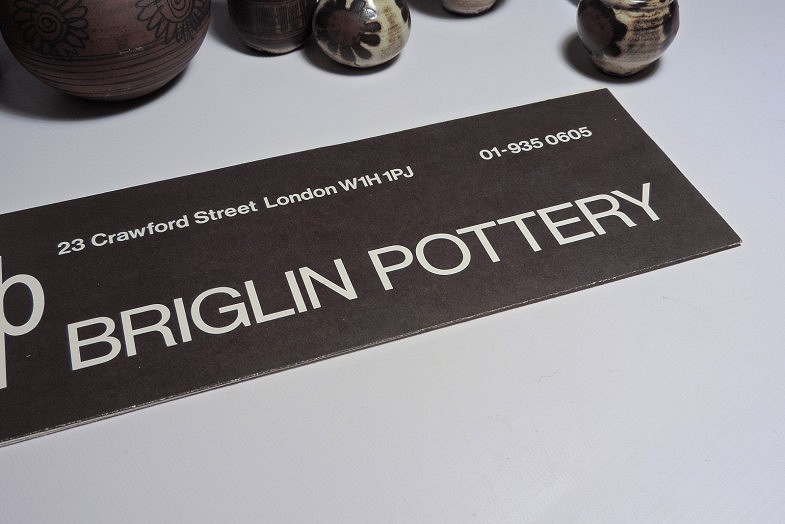 23 Crawford Street London W1H 1PJ
01-935 0605
BRIGLIN POTTERY